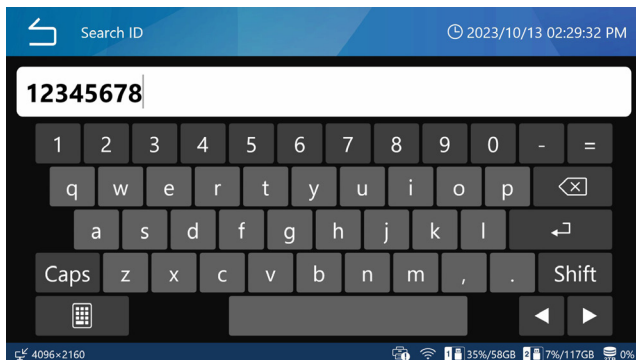 Search ID
2023/10/13 02:29:32 PM
12345678
1 2 3 4 5 6 7 8 9 0 - =
q w e r t y u i o p
a s d f g h j k l
Caps z x c v b n m , . Shift
4096×2160 1 35%/58GB 2 7%/117GB 1TB 0%